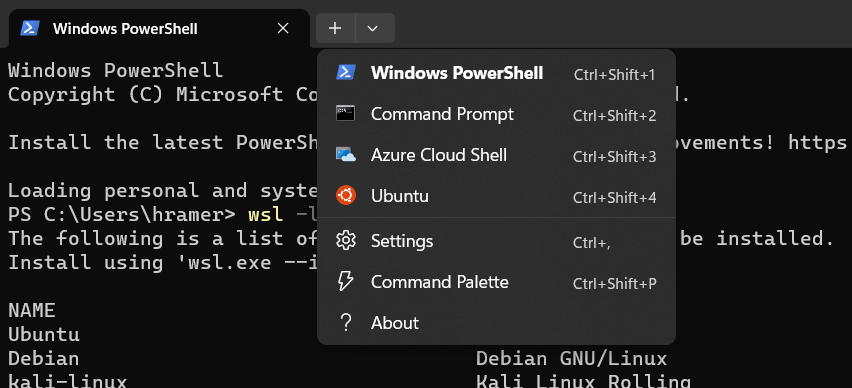 Windows PowerShell
Windows PowerShell
Copyright (C) Microsoft Co
d.
Install the latest PowerSh
ovements! https
Loading personal and syste
PS C:\Users\hramer> wsl -l
The following is a list of
be installed.
Install using 'wsl.exe --i
NAME
Ubuntu
Debian
Debian GNU/Linux
kali-linux
Kali Linux Rolling
Windows PowerShell Ctrl+Shift+1
Command Prompt Ctrl+Shift+2
Azure Cloud Shell Ctrl+Shift+3
Ubuntu Ctrl+Shift+4
Settings Ctrl+,
Command Palette Ctrl+Shift+P
About